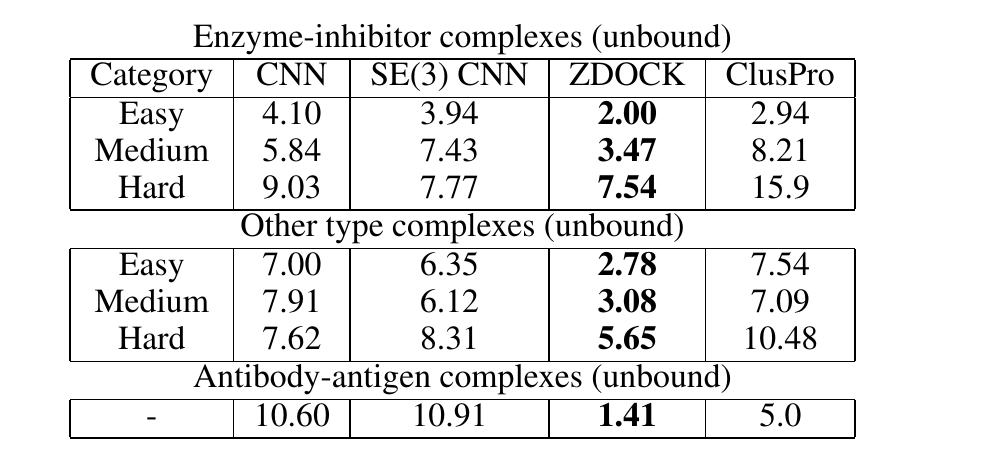 Enzyme-inhibitor complexes (unbound)
Category CNN SE(3) CNN ZDOCK ClusPro
Easy 4.10 3.94 2.00 2.94
Medium 5.84 7.43 3.47 8.21
Hard 9.03 7.77 7.54 15.9
Other type complexes (unbound)
Easy 7.00 6.35 2.78 7.54
Medium 7.91 6.12 3.08 7.09
Hard 7.62 8.31 5.65 10.48
Antibody-antigen complexes (unbound)
- 10.60 10.91 1.41 5.0